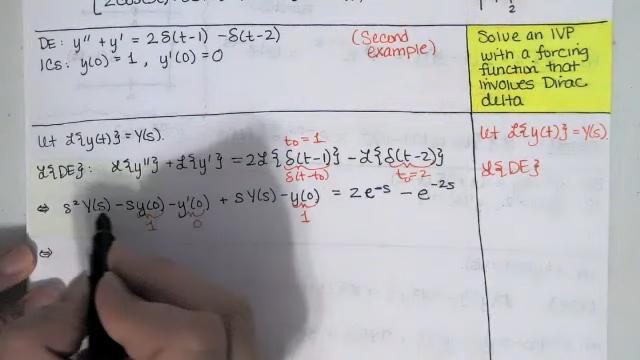 DE: y'' + y' = 2δ(t-1) - δ(t-2)
ICs: y(0) = 1, y'(0) = 0
(Second example)
Solve an IVP
with a forcing
function that
involves Dirac
delta
Let ℒ{y(t)} = Y(s).
t₀ = 1
ℒ{DE}: ℒ{y''} + ℒ{y'} = 2ℒ{δ(t-1)} - ℒ{δ(t-2)}
δ(t-t₀) t₀=2
⇔ s²Y(s) - sy(0) - y'(0) + sY(s) - y(0) = 2e^{-s} - e^{-2s}
1 0 1
⇔
Let ℒ{y(t)} = Y(s).
ℒ{DE}